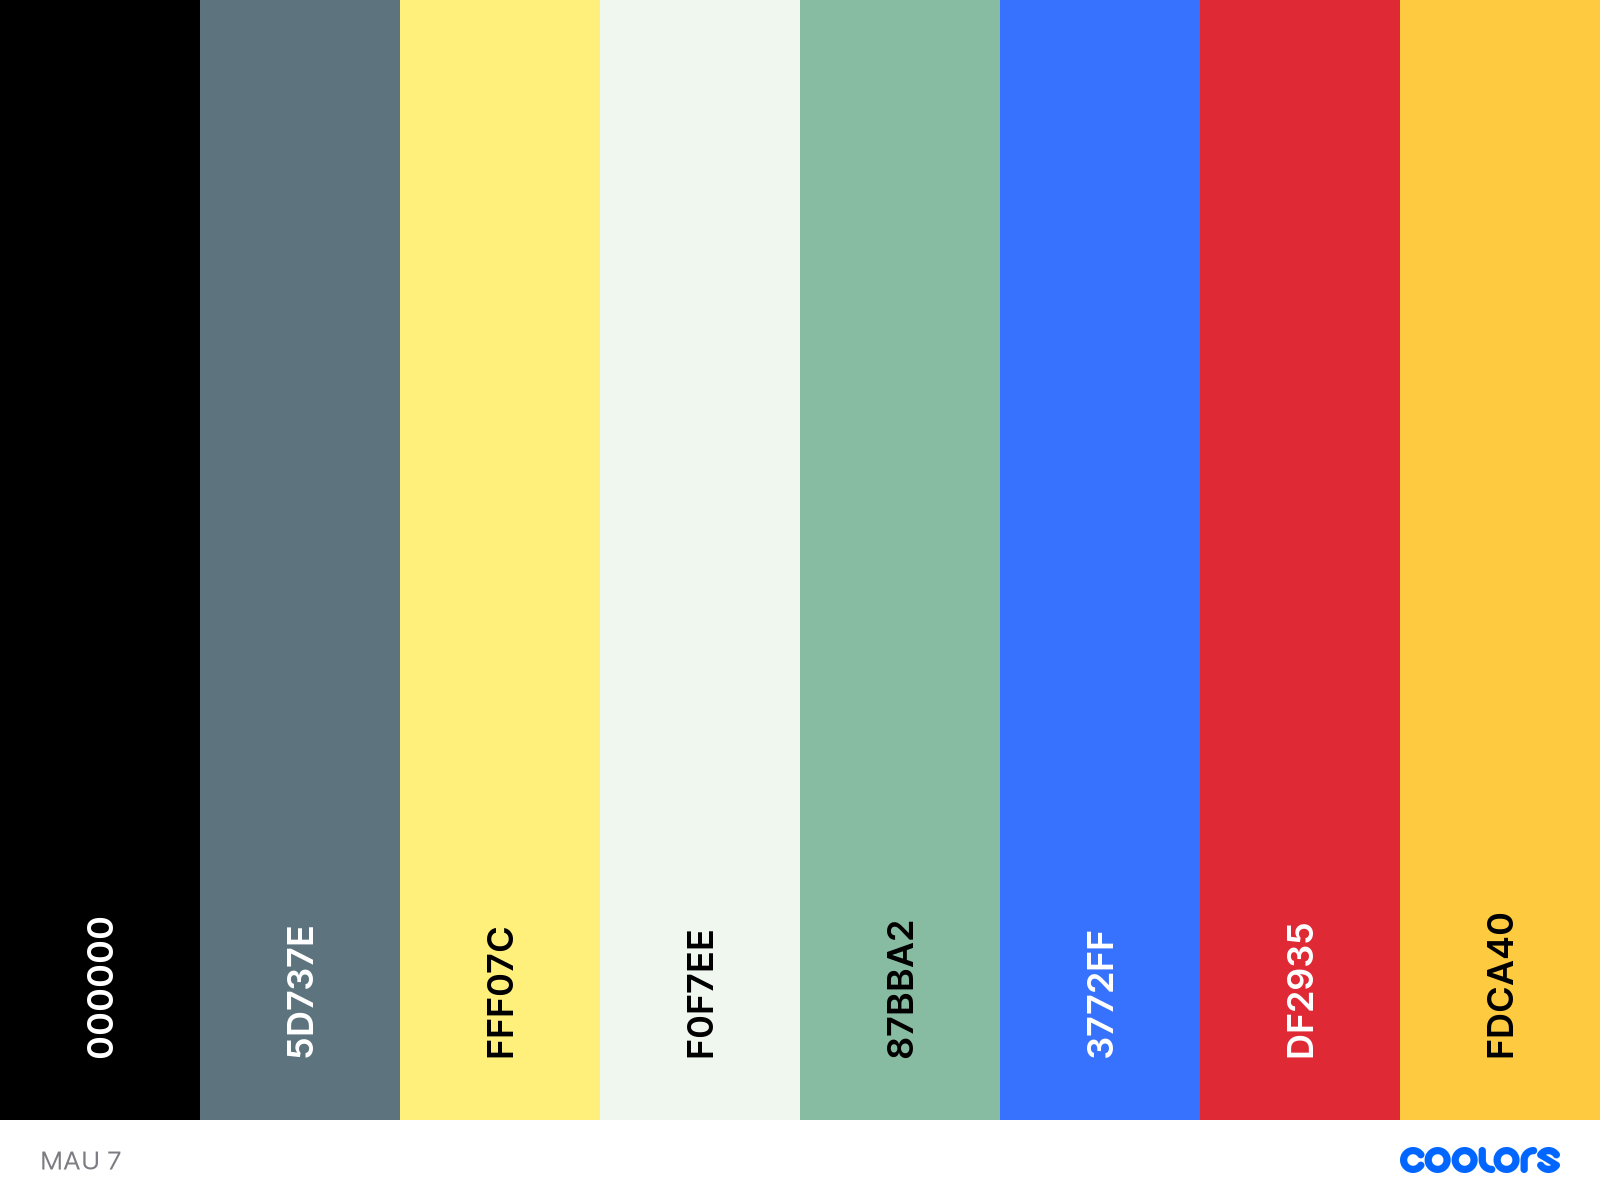 000000
5D737E
FFF07C
F0F7EE
87BBA2
3772FF
DF2935
FDCA40
MAU 7
coolors